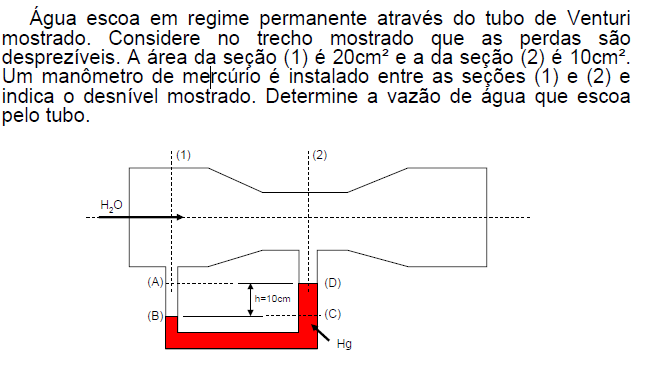 Água escoa em regime permanente através do tubo de Venturi
mostrado. Considere no trecho mostrado que as perdas são
desprezíveis. A área da seção (1) é 20cm² e a da seção (2) é 10cm².
Um manômetro de mercúrio é instalado entre as seções (1) e (2) e
indica o desnível mostrado. Determine a vazão de água que escoa
pelo tubo.
(1) (2)
H₂O
(A) (D)
h=10cm
(B) (C)
Hg